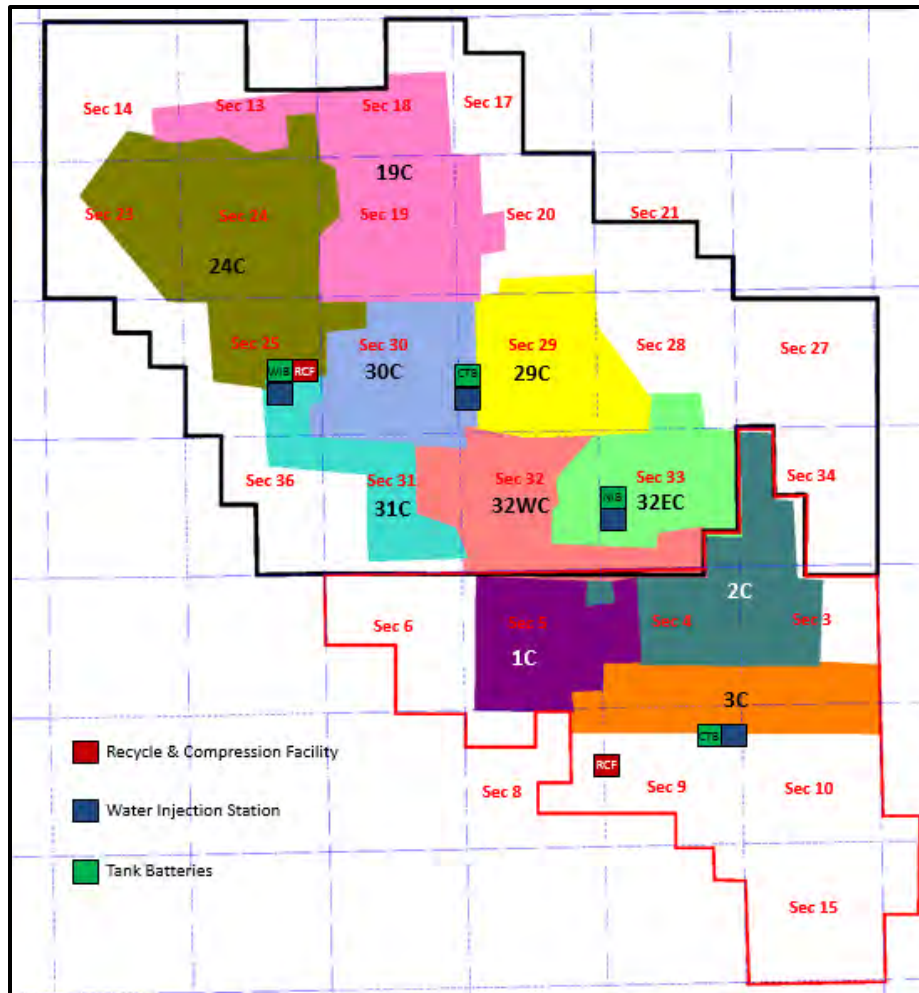 Sec 14
Sec 13
Sec 18
Sec 17
19C
Sec 23
Sec 24
Sec 19
Sec 20
Sec 21
24C
Sec 25
Sec 30
Sec 29
Sec 28
Sec 27
WIB
RCF
30C
CTB
29C
Sec 36
Sec 31
Sec 32
Sec 33
Sec 34
31C
32WC
32EC
2C
Sec 6
Sec 5
Sec 4
Sec 3
1C
3C
CTB
Recycle & Compression Facility
RCF
Sec 8
Sec 9
Sec 10
Water Injection Station
Tank Batteries
Sec 15